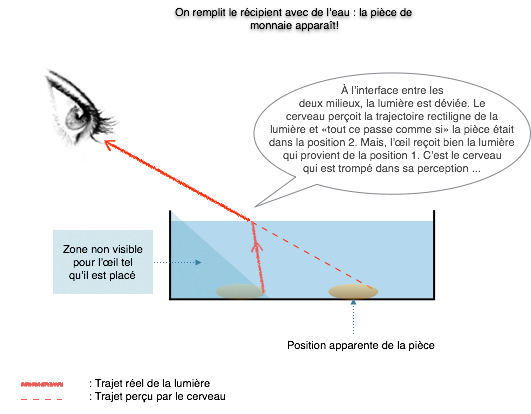 On remplit le récipient avec de l'eau : la pièce de
monnaie apparaît!
À l'interface entre les
deux milieux, la lumière est déviée. Le
cerveau perçoit la trajectoire rectiligne de la
lumière et «tout ce passe comme si» la pièce était
dans la position 2. Mais, l'œil reçoit bien la lumière
qui provient de la position 1. C'est le cerveau
qui est trompé dans sa perception ...
Zone non visible
pour l'œil tel
qu'il est placé
Position apparente de la pièce
: Trajet réel de la lumière
: Trajet perçu par le cerveau